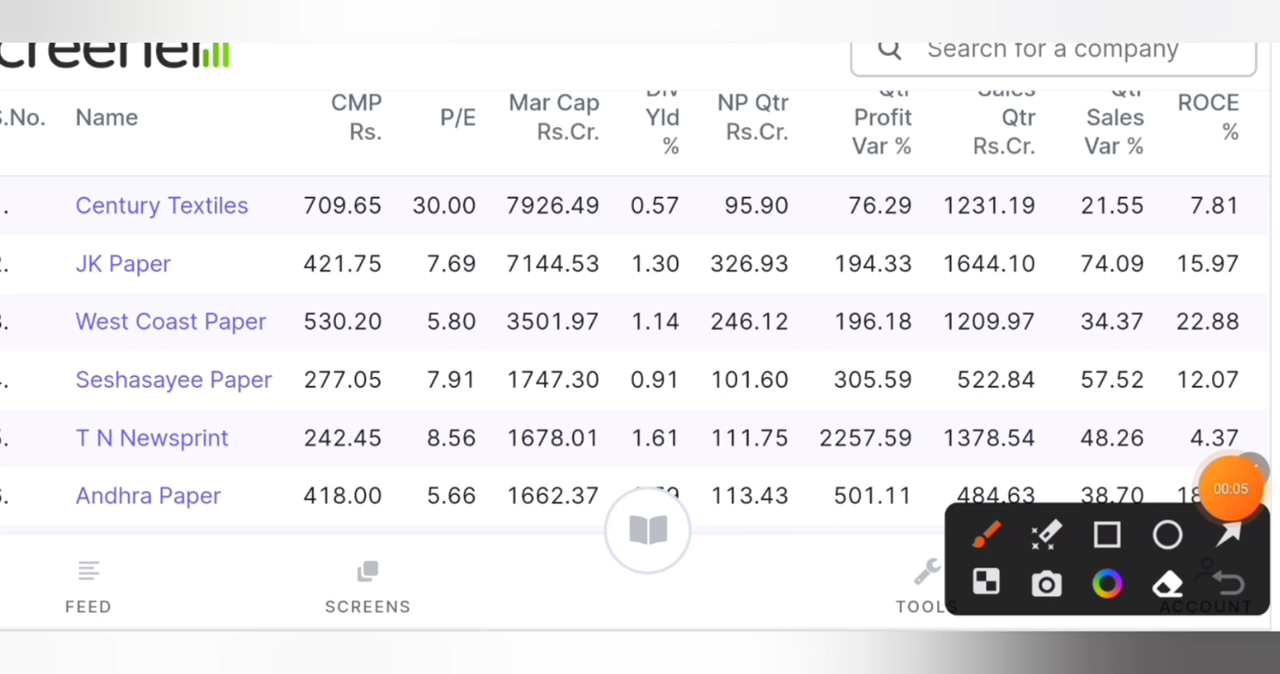 Search for a company
S.No. Name CMP Rs. P/E Mar Cap Rs.Cr. Div Yld % NP Qtr Rs.Cr. Qtr Profit Var % Sales Qtr Rs.Cr. Qtr Sales Var % ROCE %
Century Textiles 709.65 30.00 7926.49 0.57 95.90 76.29 1231.19 21.55 7.81
JK Paper 421.75 7.69 7144.53 1.30 326.93 194.33 1644.10 74.09 15.97
West Coast Paper 530.20 5.80 3501.97 1.14 246.12 196.18 1209.97 34.37 22.88
Seshasayee Paper 277.05 7.91 1747.30 0.91 101.60 305.59 522.84 57.52 12.07
T N Newsprint 242.45 8.56 1678.01 1.61 111.75 2257.59 1378.54 48.26 4.37
Andhra Paper 418.00 5.66 1662.37 113.43 501.11 484.63 38.70
00:05
FEED SCREENS TOOLS ACCOUNT